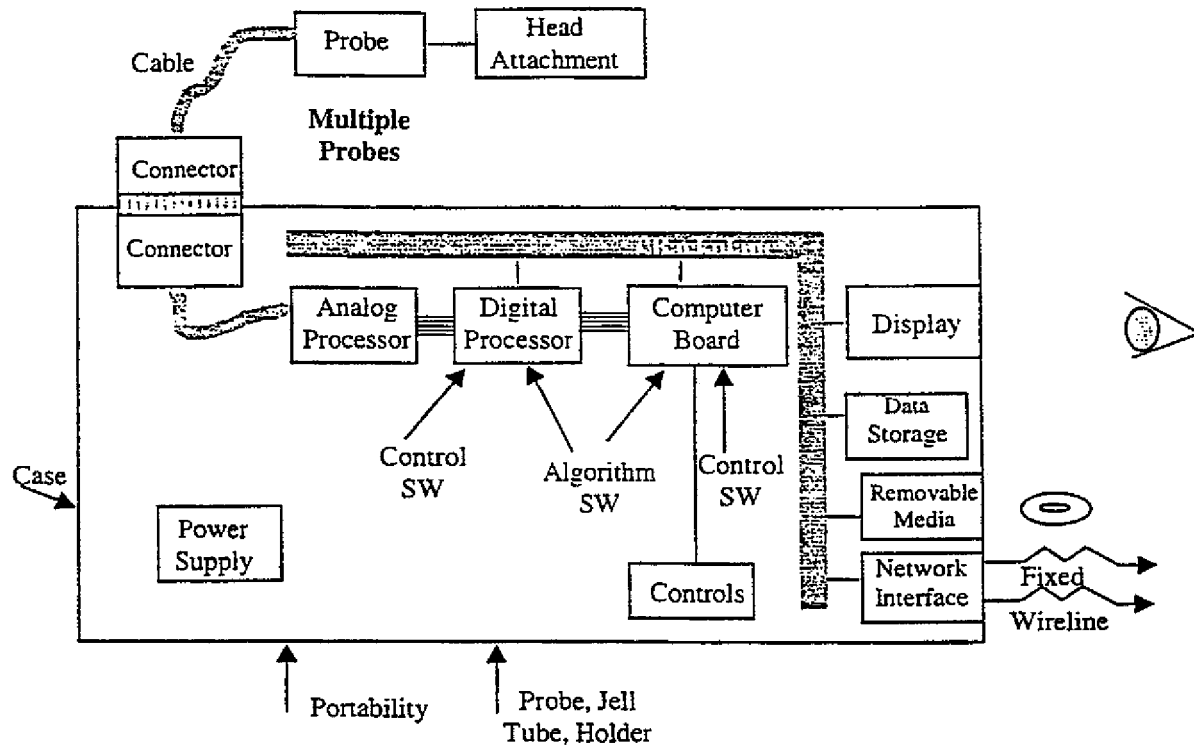 Probe
Head
Attachment
Cable
Multiple
Probes
Connector
Connector
Analog
Processor
Digital
Processor
Computer
Board
Display
Data
Storage
Control
SW
Algorithm
SW
Control
SW
Case
Removable
Media
Power
Supply
Controls
Network
Interface
Fixed
Wireline
Portability
Probe, Jell
Tube, Holder